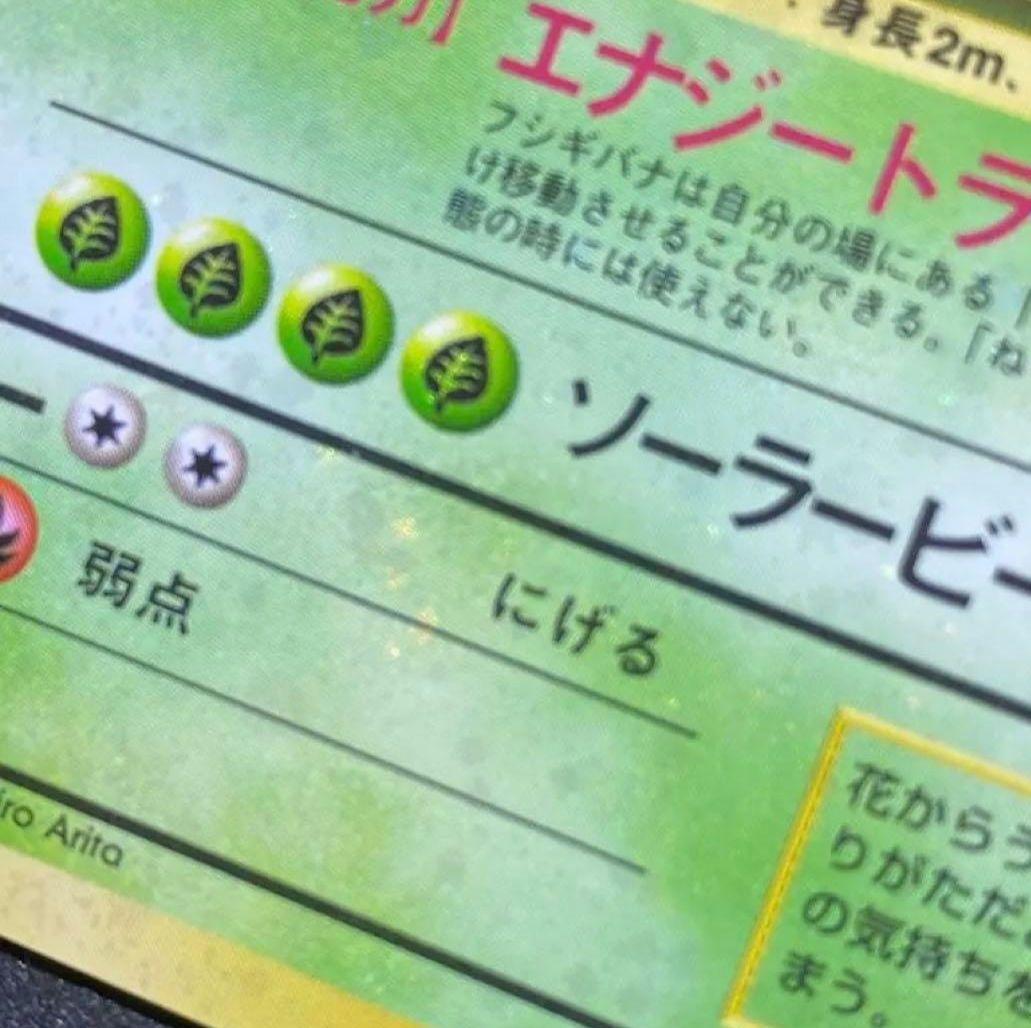 身長2m.
エナジートラ
フシギバナは自分の場にある「
け移動させることができる。「ね
態の時には使えない。
ソーラービー
弱点
にげる
花からう
りがただ
の気持ちを
まう。
iro Arita